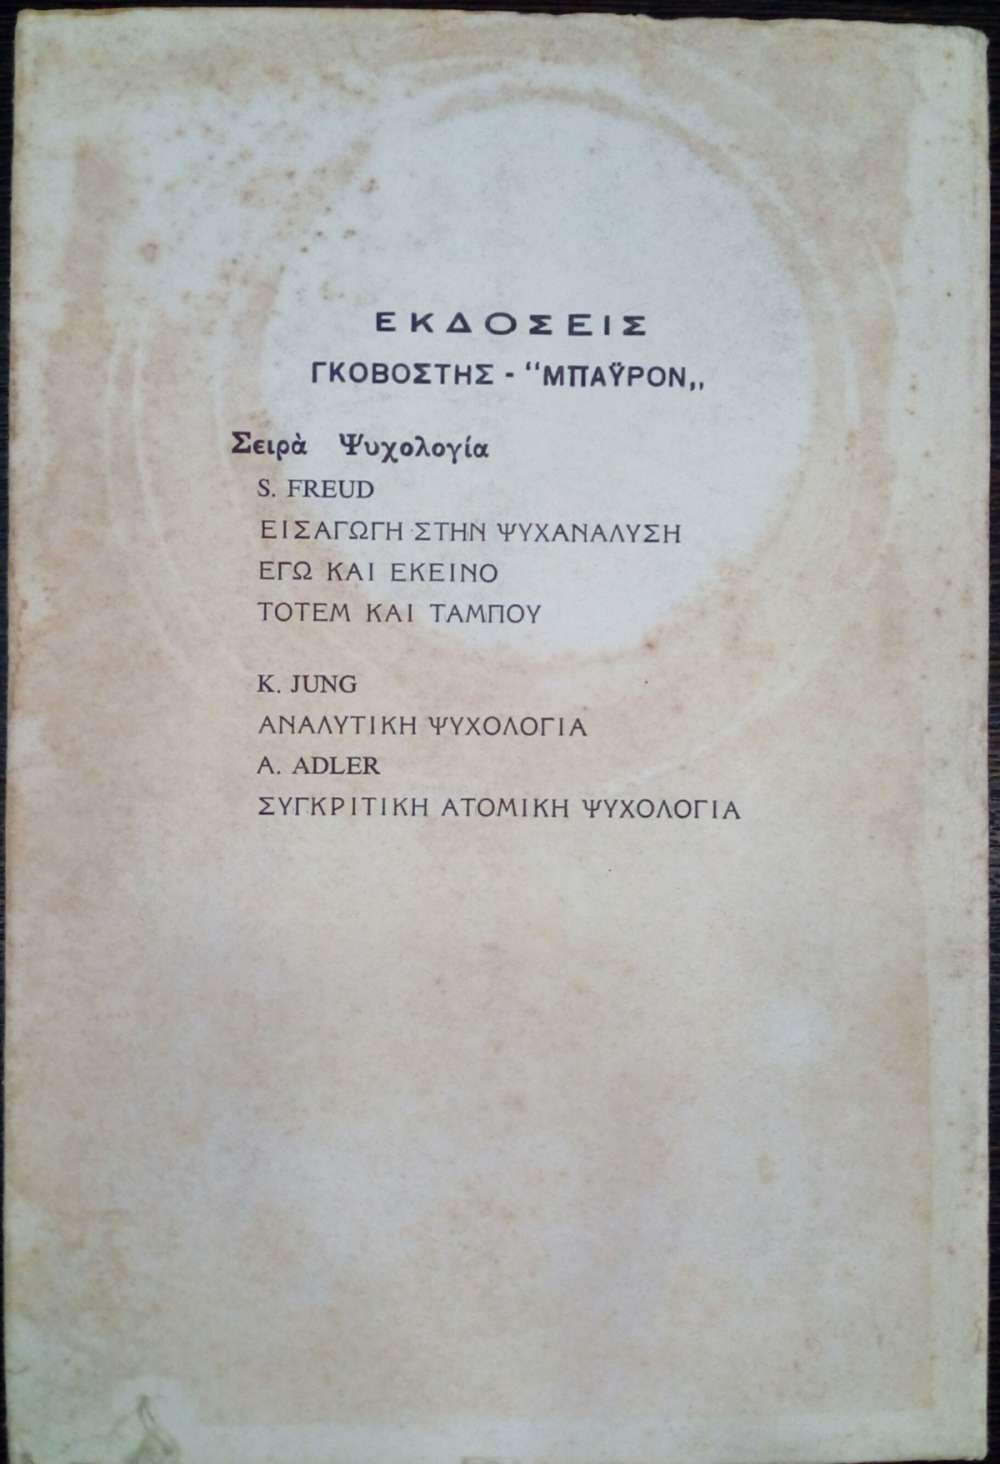 ΕΚΔΟΣΕΙΣ
ΓΚΟΒΟΣΤΗΣ - "ΜΠΑΫΡΟΝ„
Σειρὰ Ψυχολογία
S. FREUD
ΕΙΣΑΓΩΓΗ ΣΤΗΝ ΨΥΧΑΝΑΛΥΣΗ
ΕΓΩ ΚΑΙ ΕΚΕΙΝΟ
ΤΟΤΕΜ ΚΑΙ ΤΑΜΠΟΥ
K. JUNG
ΑΝΑΛΥΤΙΚΗ ΨΥΧΟΛΟΓΙΑ
A. ADLER
ΣΥΓΚΡΙΤΙΚΗ ΑΤΟΜΙΚΗ ΨΥΧΟΛΟΓΙΑ